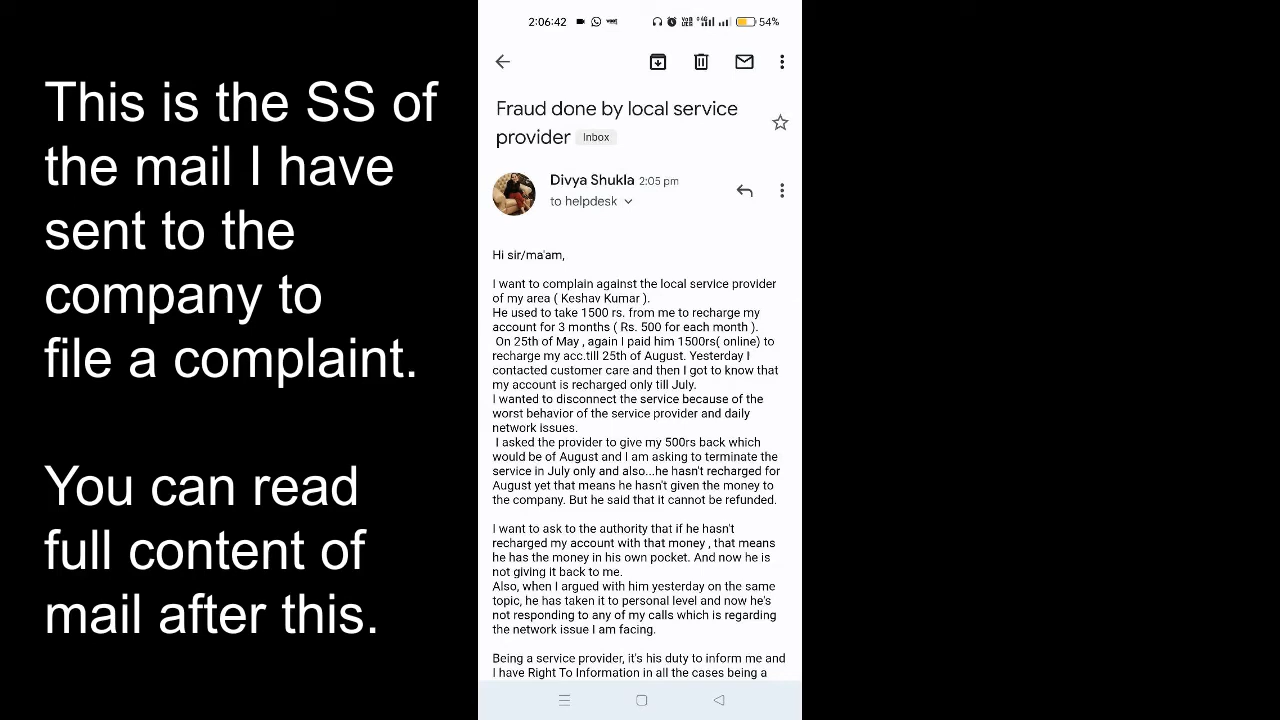 This is the SS of
the mail I have
sent to the
company to
file a complaint.
You can read
full content of
mail after this.
2:06:42
54%
Fraud done by local service
provider Inbox
Divya Shukla 2:05 pm
to helpdesk
Hi sir/ma'am,
I want to complain against the local service provider
of my area ( Keshav Kumar ).
He used to take 1500 rs. from me to recharge my
account for 3 months ( Rs. 500 for each month ).
On 25th of May , again I paid him 1500rs( online) to
recharge my acc.till 25th of August. Yesterday I
contacted customer care and then I got to know that
my account is recharged only till July.
I wanted to disconnect the service because of the
worst behavior of the service provider and daily
network issues.
I asked the provider to give my 500rs back which
would be of August and I am asking to terminate the
service in July only and also...he hasn't recharged for
August yet that means he hasn't given the money to
the company. But he said that it cannot be refunded.
I want to ask to the authority that if he hasn't
recharged my account with that money , that means
he has the money in his own pocket. And now he is
not giving it back to me.
Also, when I argued with him yesterday on the same
topic, he has taken it to personal level and now he's
not responding to any of my calls which is regarding
the network issue I am facing.
Being a service provider, it's his duty to inform me and
I have Right To Information in all the cases being a